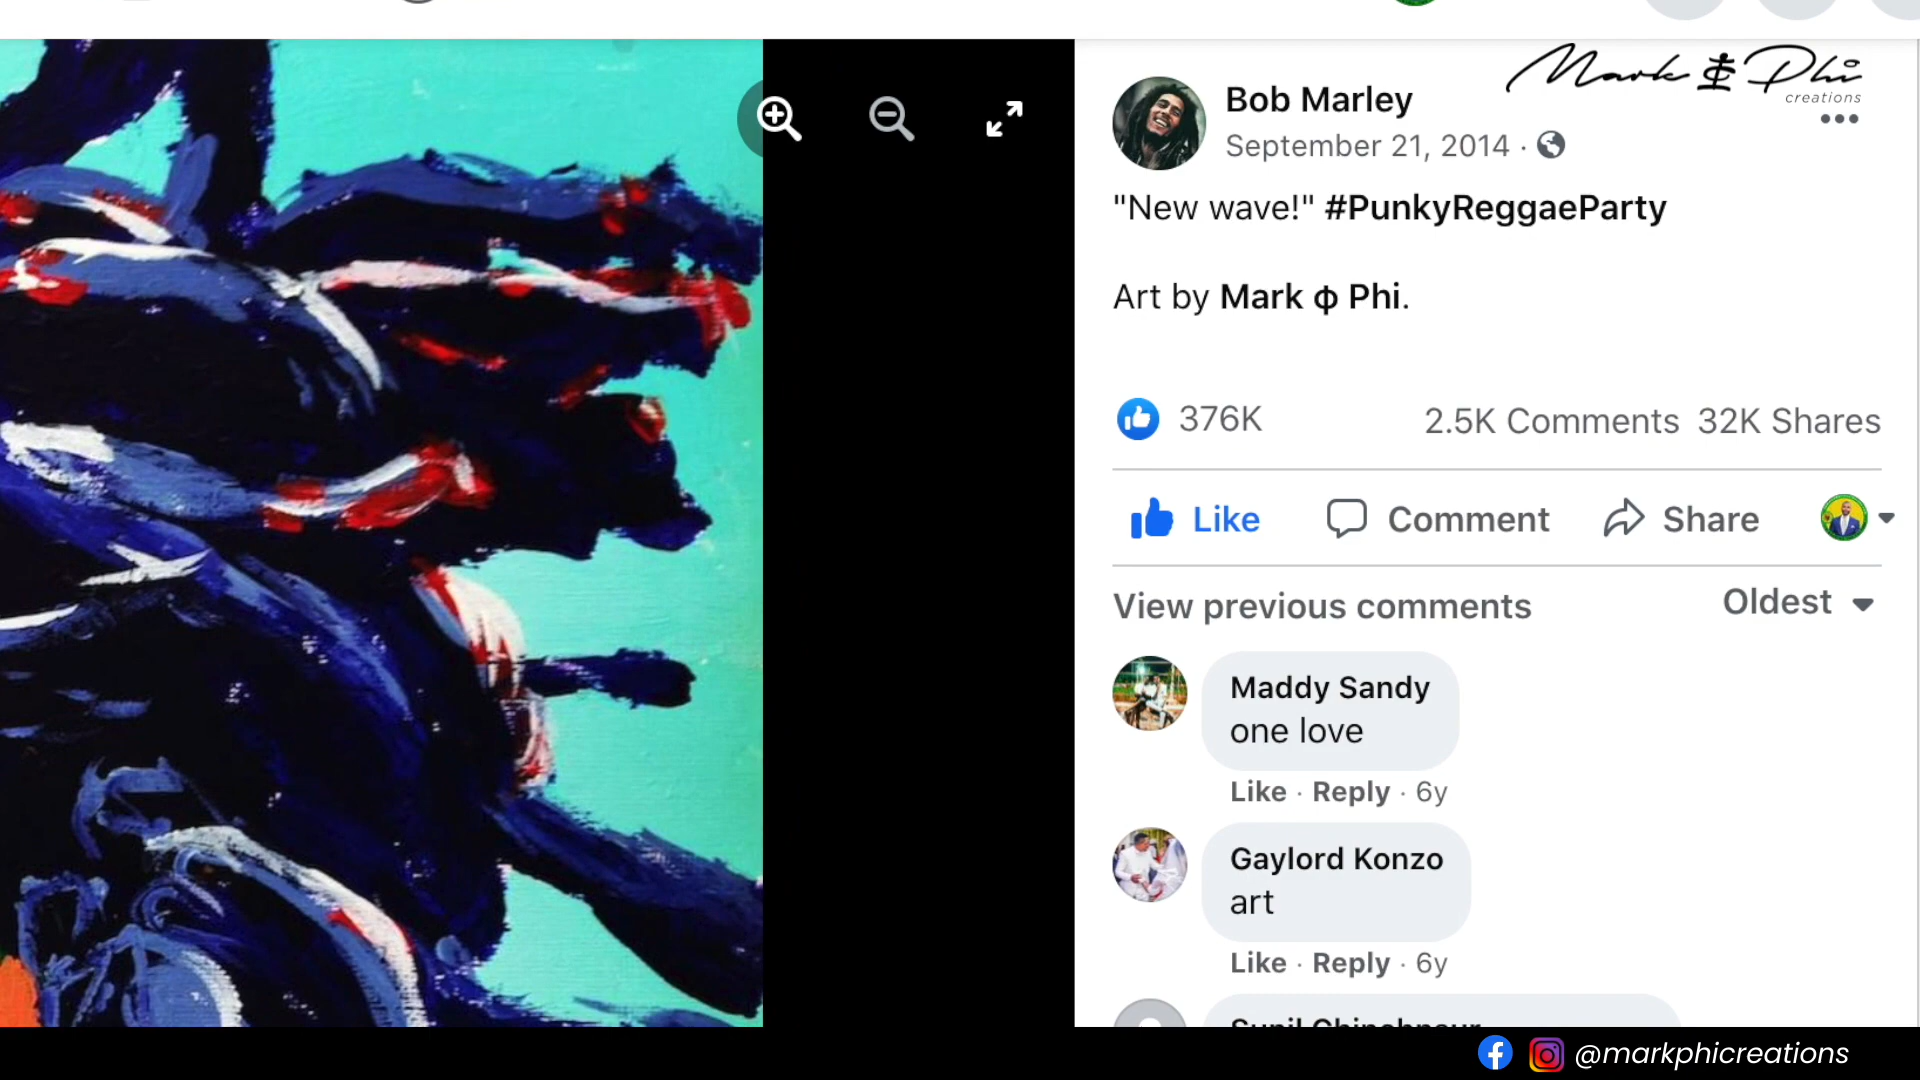 Mark Phi
creations
Bob Marley
September 21, 2014 ·
"New wave!" #PunkyReggaeParty
Art by Mark ф Phi.
376K
2.5K Comments 32K Shares
Like
Comment
Share
View previous comments
Oldest
Maddy Sandy
one love
Like · Reply · 6y
Gaylord Konzo
art
Like · Reply · 6y
@markphicreations